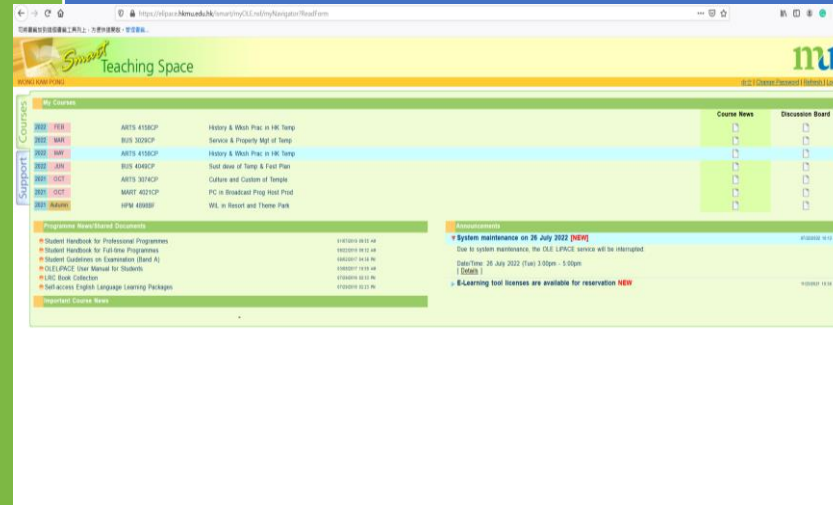 https://elipace.hkmu.edu.hk/smart/myOLE.nsf/myNavigator?ReadForm
Smart
Teaching Space
mu
WONG KAM PONG
中文 | Change Password | Refresh | Lo
Courses
Support
My Courses
Course News Discussion Board
2022 FEB ARTS 4158CP History & Wksh Prac in HK Temp
2022 MAR BUS 3028CP Service & Property Mgt of Temp
2022 MAY ARTS 4158CP History & Wksh Prac in HK Temp
2022 JUN BUS 4049CP Sust deve of Temp & Fest Plan
2021 OCT ARTS 3074CP Culture and Custom of Temple
2021 OCT MART 4021CP PC in Broadcast Prog Host Prod
2021 Autumn HPM 4098BF WIL in Resort and Theme Park
Programme News/Shared Documents
Student Handbook for Professional Programmes
Student Handbook for Full-time Programmes
Student Guidelines on Examination (Band A)
OLELiPACE User Manual for Students
LRC Book Collection
Self-access English Language Learning Packages
Important Course News
Announcements
System maintenance on 26 July 2022 [NEW]
Due to system maintenance, the OLE LiPACE service will be interrupted.
Date/Time: 26 July 2022 (Tue) 3:00pm - 5:00pm
[ Details ]
E-Learning tool licenses are available for reservation NEW